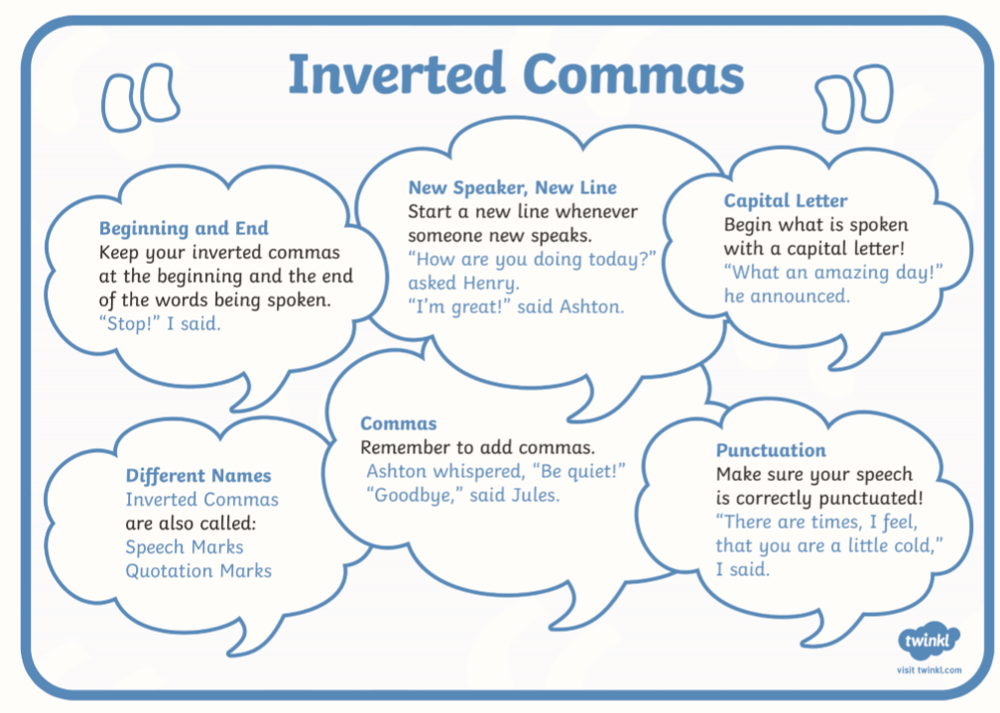 Inverted Commas
Beginning and End
Keep your inverted commas
at the beginning and the end
of the words being spoken.
“Stop!” I said.
New Speaker, New Line
Start a new line whenever
someone new speaks.
“How are you doing today?”
asked Henry.
“I’m great!” said Ashton.
Capital Letter
Begin what is spoken
with a capital letter!
“What an amazing day!”
he announced.
Different Names
Inverted Commas
are also called:
Speech Marks
Quotation Marks
Commas
Remember to add commas.
Ashton whispered, “Be quiet!”
“Goodbye,” said Jules.
Punctuation
Make sure your speech
is correctly punctuated!
“There are times, I feel,
that you are a little cold,”
I said.
twinkl
visit twinkl.com